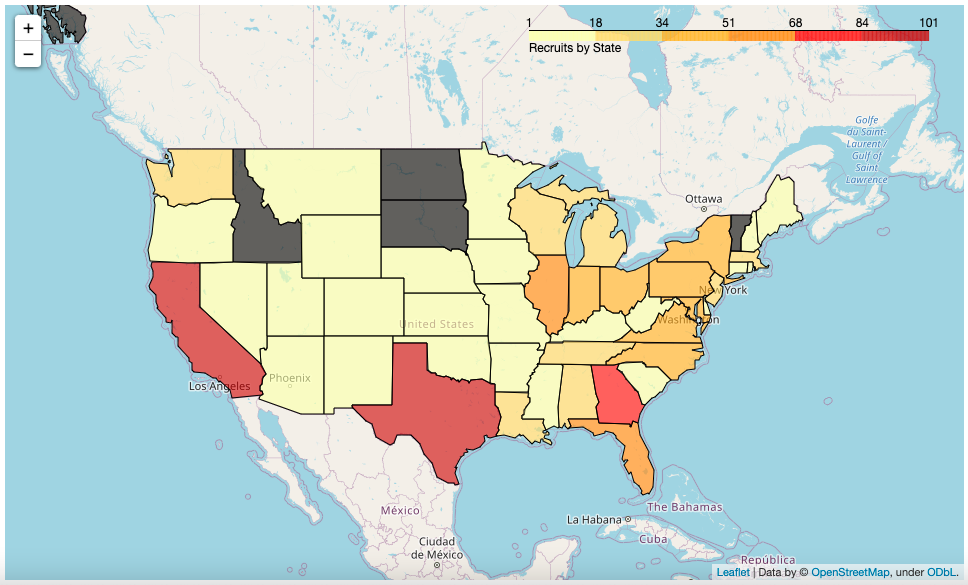 +
−
1 18 34 51 68 84 101
Recruits by State
Golfe
du Saint-
Laurent /
Gulf of
Saint
Lawrence
Ottawa
New York
Washington
United States
Phoenix
Los Angeles
México
Ciudad
de México
La Habana
The Bahamas
Cuba
República
Leaflet | Data by © OpenStreetMap, under ODbL.